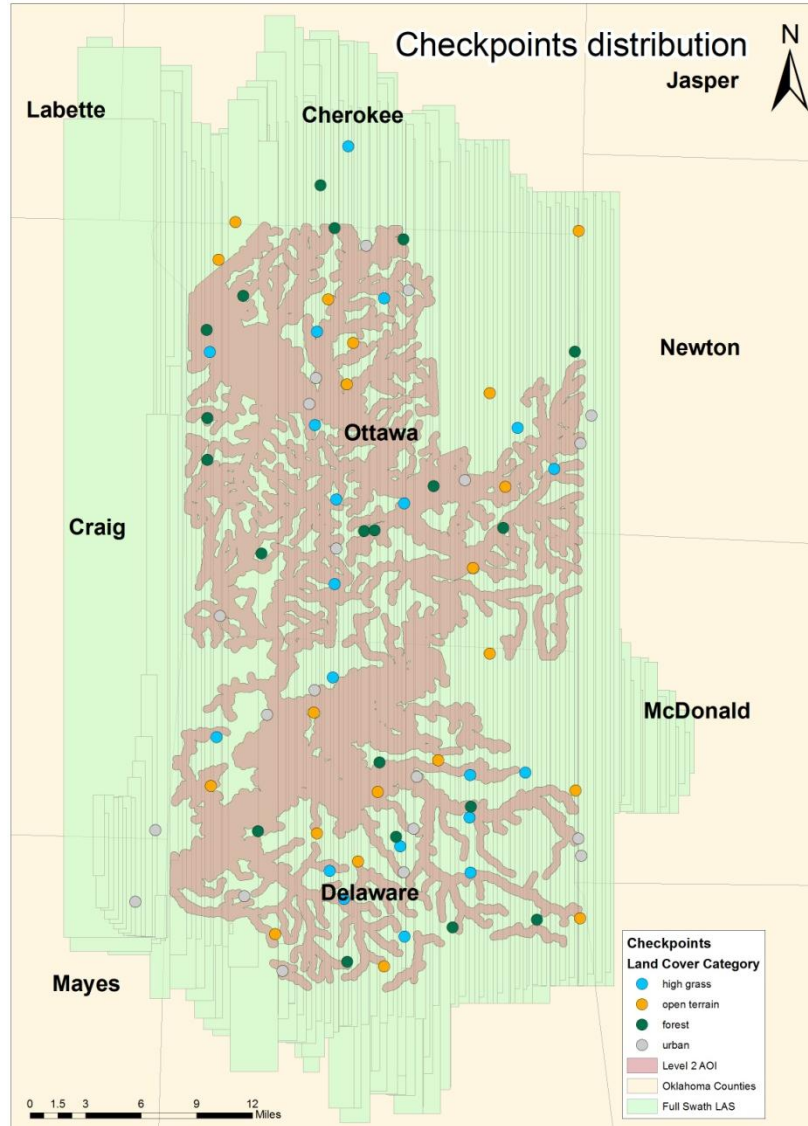 Checkpoints distribution
N
Jasper
Labette
Cherokee
Newton
Ottawa
Craig
McDonald
Delaware
Mayes
Checkpoints
Land Cover Category
high grass
open terrain
forest
urban
Level 2 AOI
Oklahoma Counties
Full Swath LAS
0 1.5 3 6 9 12
Miles